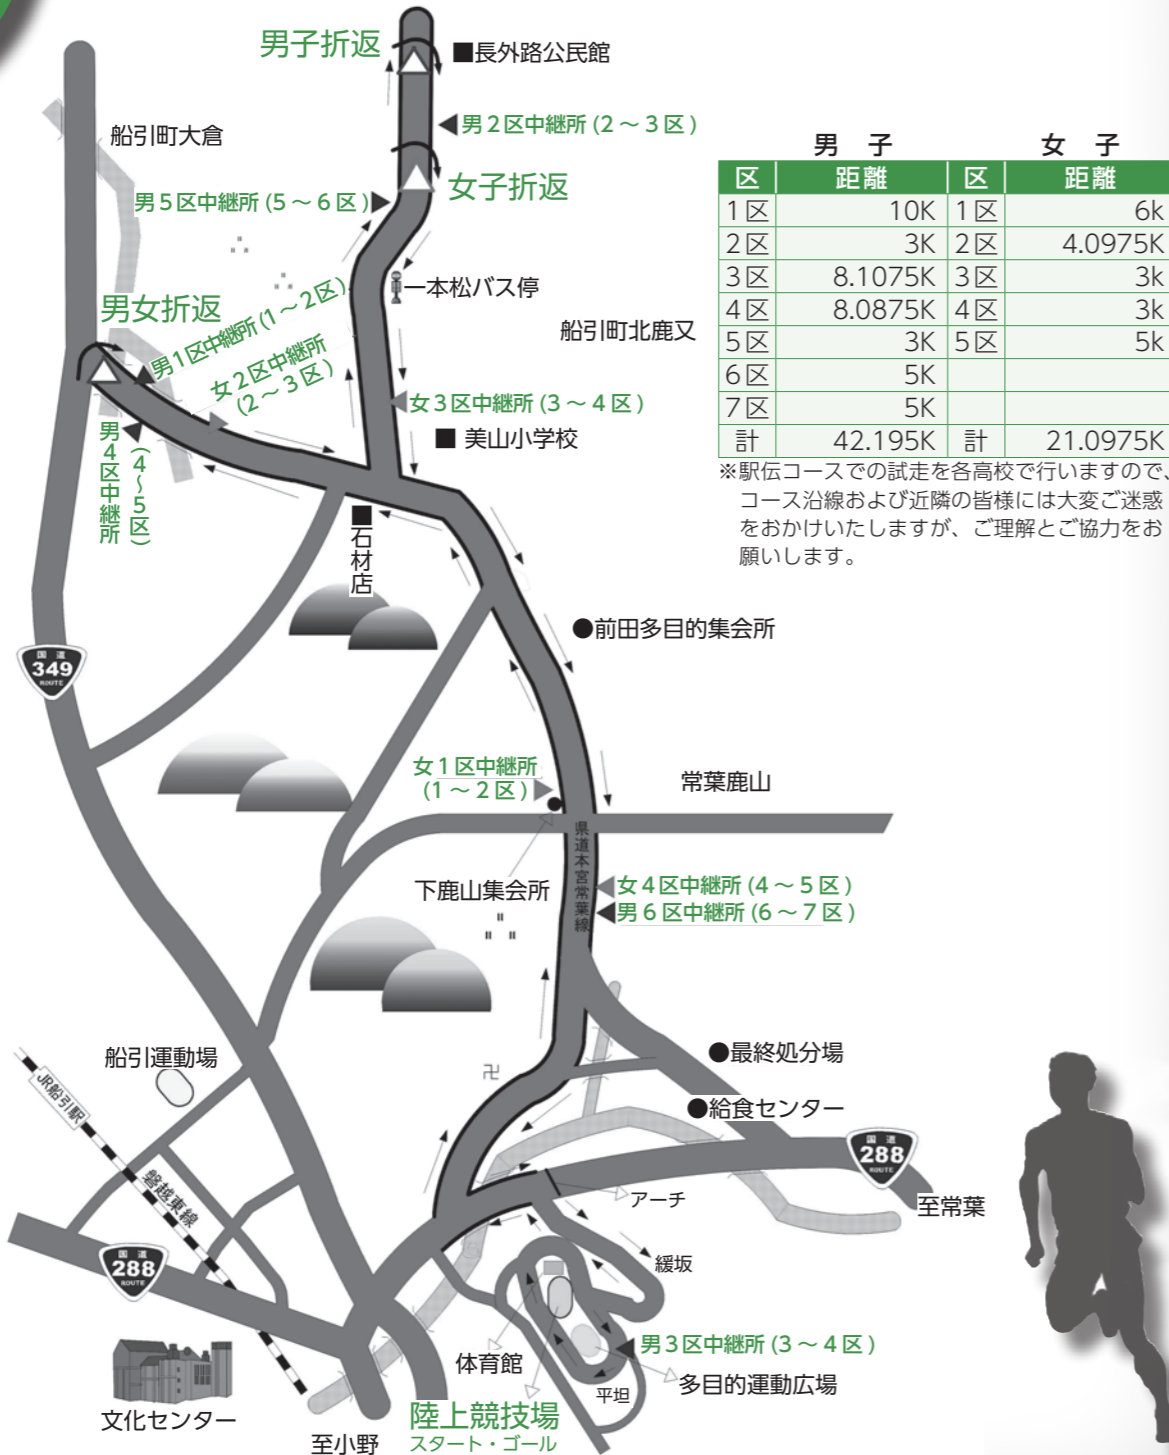 男子折返
■長外路公民館
船引町大倉
◀男2区中継所 (2～3区)
女子折返
男5区中継所 (5～6区)▶
一本松バス停
男女折返
男1区中継所 (1～2区)
船引町北鹿又
女2区中継所
(2～3区)
女3区中継所 (3～4区)
■ 美山小学校
男4区中継所
(4～5区)
■石材店
男　子　女　子
区 距離 区 距離
1区 10K 1区 6k
2区 3K 2区 4.0975K
3区 8.1075K 3区 3k
4区 8.0875K 4区 3k
5区 3K 5区 5k
6区 5K
7区 5K
計 42.195K 計 21.0975K
※駅伝コースでの試走を各高校で行いますので、
コース沿線および近隣の皆様には大変ご迷惑
をおかけいたしますが、ご理解とご協力をお
願いします。
●前田多目的集会所
国道
349
ROUTE
女1区中継所
(1～2区)
常葉鹿山
県道本宮常葉線
下鹿山集会所
女4区中継所 (4～5区)
◀男6区中継所 (6～7区)
船引運動場
卍
●最終処分場
●給食センター
JR船引駅
磐越東線
国道
288
ROUTE
至常葉
アーチ
緩坂
国道
288
ROUTE
◀男3区中継所 (3～4区)
体育館
平坦
多目的運動広場
文化センター
陸上競技場
スタート・ゴール
至小野